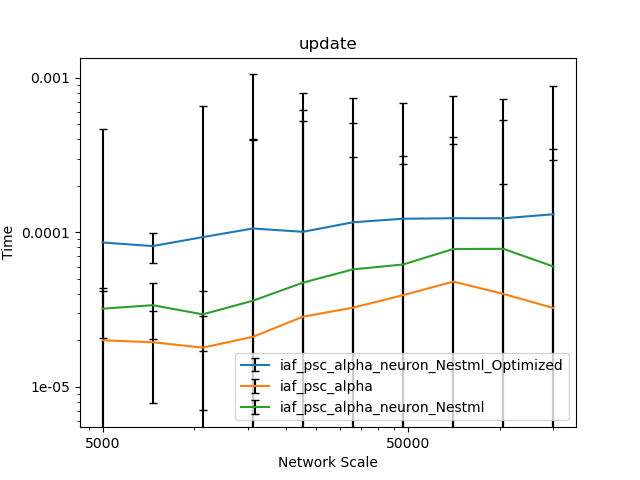 update
0.001
0.0001
1e-05
Time
iaf_psc_alpha_neuron_Nestml_Optimized
iaf_psc_alpha
iaf_psc_alpha_neuron_Nestml
5000
50000
Network Scale